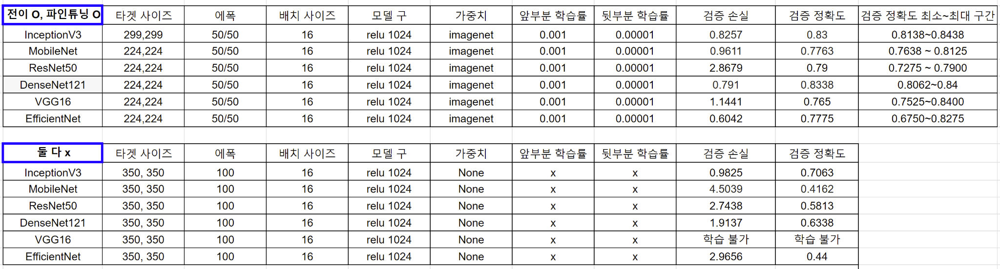 전이 O, 파인튜닝 O 타겟 사이즈 에폭 배치 사이즈 모델 구 가중치 앞부분 학습률 뒷부분 학습률 검증 손실 검증 정확도 검증 정확도 최소~최대 구간
InceptionV3 299,299 50/50 16 relu 1024 imagenet 0.001 0.00001 0.8257 0.83 0.8138~0.8438
MobileNet 224,224 50/50 16 relu 1024 imagenet 0.001 0.00001 0.9611 0.7763 0.7638 ~ 0.8125
ResNet50 224,224 50/50 16 relu 1024 imagenet 0.001 0.00001 2.8679 0.79 0.7275 ~ 0.7900
DenseNet121 224,224 50/50 16 relu 1024 imagenet 0.001 0.00001 0.791 0.8338 0.8062~0.84
VGG16 224,224 50/50 16 relu 1024 imagenet 0.001 0.00001 1.1441 0.765 0.7525~0.8400
EfficientNet 224,224 50/50 16 relu 1024 imagenet 0.001 0.00001 0.6042 0.7775 0.6750~0.8275
둘 다 x 타겟 사이즈 에폭 배치 사이즈 모델 구 가중치 앞부분 학습률 뒷부분 학습률 검증 손실 검증 정확도
InceptionV3 350, 350 100 16 relu 1024 None x x 0.9825 0.7063
MobileNet 350, 350 100 16 relu 1024 None x x 4.5039 0.4162
ResNet50 350, 350 100 16 relu 1024 None x x 2.7438 0.5813
DenseNet121 350, 350 100 16 relu 1024 None x x 1.9137 0.6338
VGG16 350, 350 100 16 relu 1024 None x x 학습 불가 학습 불가
EfficientNet 350, 350 100 16 relu 1024 None x x 2.9656 0.44